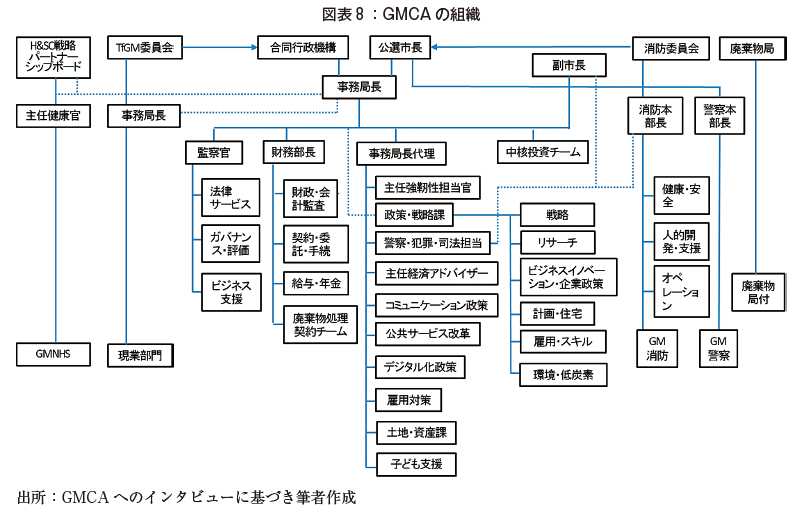 図表8：GMCAの組織
H&SC戦略
パートナー
シップボード
TfGM委員会
合同行政機構
公選市長
消防委員会
廃棄物局
副市長
事務局長
主任健康官
事務局長
消防本
部長
警察本
部長
監察官
財務部長
事務局長代理
中核投資チーム
法律
サービス
ガバナン
ス・評価
ビジネス
支援
財政・会
計監査
契約・委
託・手続
給与・年金
廃棄物処理
契約チーム
主任強靭性担当官
政策・戦略課
警察・犯罪・司法担当
主任経済アドバイザー
コミュニケーション政策
公共サービス改革
デジタル化政策
雇用対策
土地・資産課
子ども支援
戦略
リサーチ
ビジネスイノベー
ション・企業政策
計画・住宅
雇用・スキル
環境・低炭素
健康・安
全
人的開
発・支援
オペ
レーショ
ン
廃棄物
局付
GMNHS
現業部門
GM
消防
GM
警察
出所：GMCAへのインタビューに基づき筆者作成